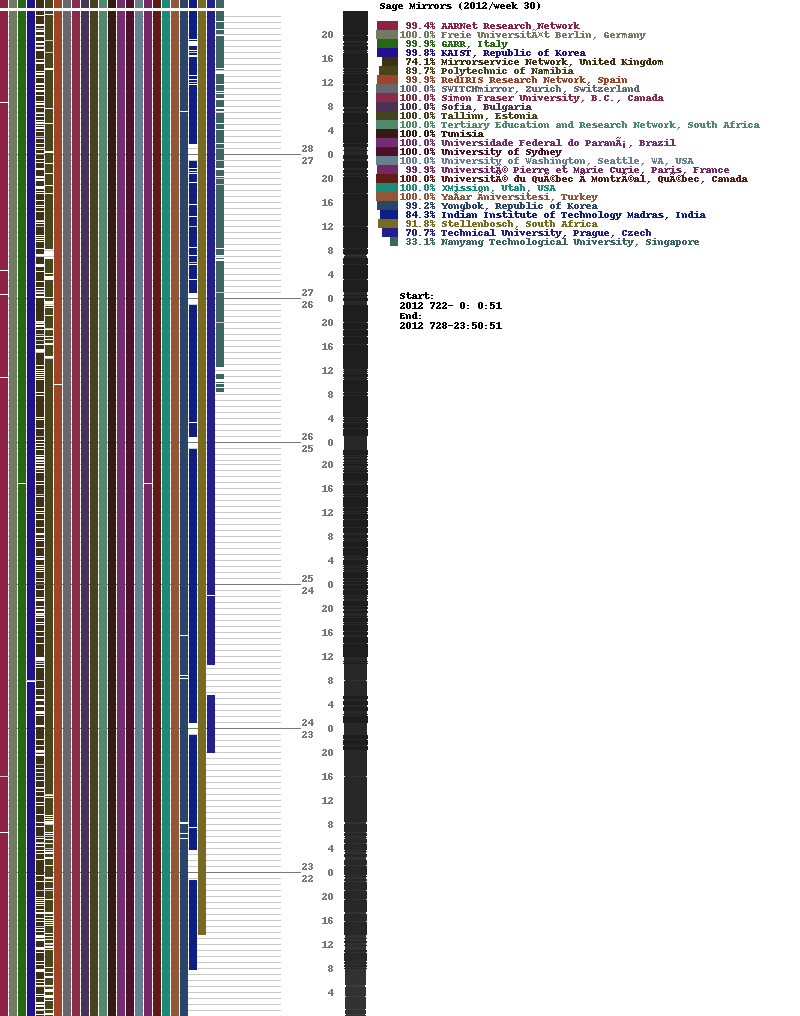 Sage Mirrors (2012/week 30)
99.4% AARNet Research Network
100.0% Freie UniversitÃ¤t Berlin, Germany
99.9% GARR, Italy
99.8% KAIST, Republic of Korea
74.1% Mirrorservice Network, United Kingdom
89.7% Polytechnic of Namibia
99.9% RedIRIS Research Network, Spain
100.0% SWITCHmirror, Zurich, Switzerland
100.0% Simon Fraser University, B.C., Canada
100.0% Sofia, Bulgaria
100.0% Tallinn, Estonia
100.0% Tertiary Education and Research Network, South Africa
100.0% Tunisia
100.0% Universidade Federal do ParanÃ¡, Brazil
100.0% University of Sydney
100.0% University of Washington, Seattle, WA, USA
99.9% UniversitÃ© Pierre et Marie Curie, Paris, France
100.0% UniversitÃ© du QuÃ©bec Ã MontrÃ©al, QuÃ©bec, Canada
100.0% XMission, Utah, USA
100.0% YaÅar Ãniversitesi, Turkey
99.2% Yongbok, Republic of Korea
84.3% Indian Institute of Technology Madras, India
91.8% Stellenbosch, South Africa
70.7% Technical University, Prague, Czech
33.1% Nanyang Technological University, Singapore
Start:
2012 722- 0: 0:51
End:
2012 728-23:50:51
20
16
12
8
4
28
0
27
20
16
12
8
4
27
0
26
20
16
12
8
4
26
0
25
20
16
12
8
4
25
0
24
20
16
12
8
4
24
0
23
20
16
12
8
4
23
0
22
20
16
12
8
4